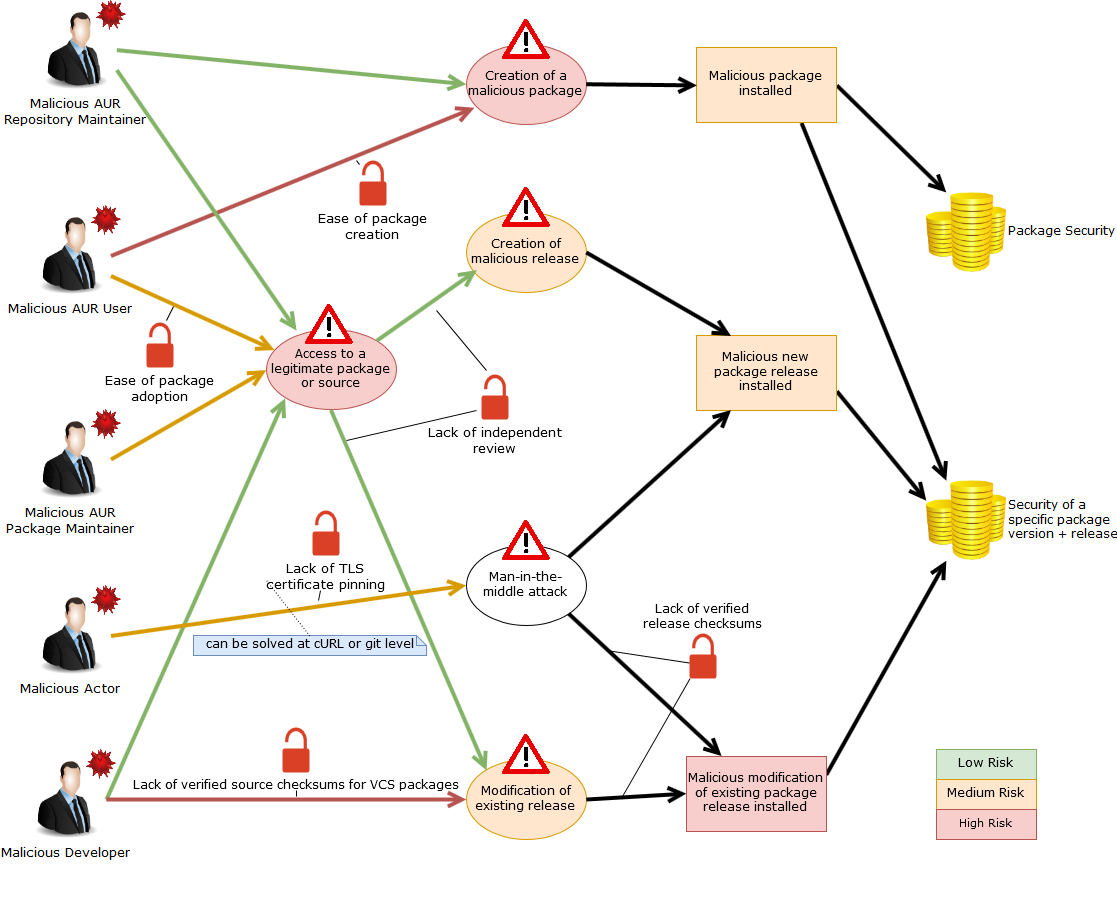 Malicious AUR
Repository Maintainer
Creation of a
malicious package
Malicious package
installed
Ease of package
creation
Package Security
Malicious AUR User
Creation of
malicious release
Ease of package
adoption
Access to a
legitimate package
or source
Malicious new
package release
installed
Lack of independent
review
Malicious AUR
Package Maintainer
Security of a
specific package
version + release
Lack of TLS
certificate pinning
Man-in-the-
middle attack
can be solved at cURL or git level
Lack of verified
release checksums
Malicious Actor
Lack of verified source checksums for VCS packages
Modification of
existing release
Malicious modification
of existing package
release installed
Malicious Developer
Low Risk
Medium Risk
High Risk